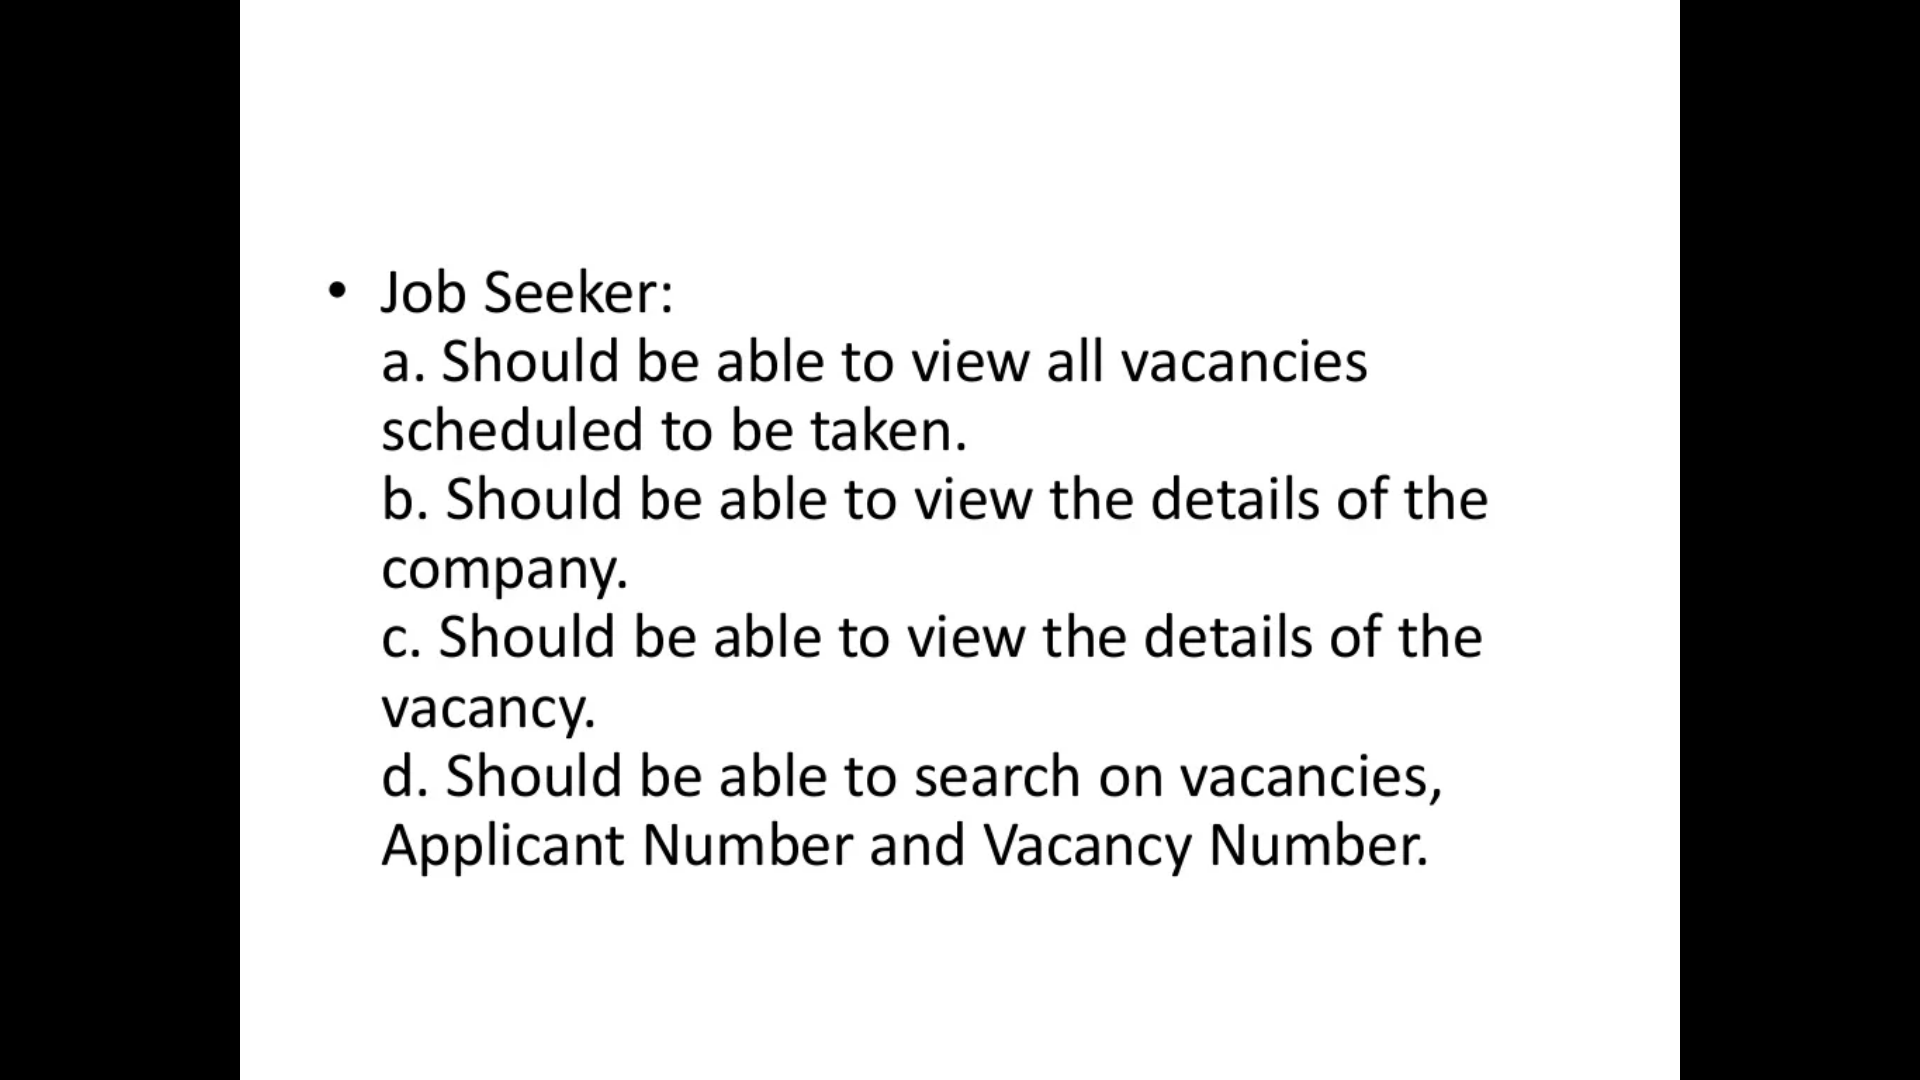 • Job Seeker:
a. Should be able to view all vacancies
scheduled to be taken.
b. Should be able to view the details of the
company.
c. Should be able to view the details of the
vacancy.
d. Should be able to search on vacancies,
Applicant Number and Vacancy Number.